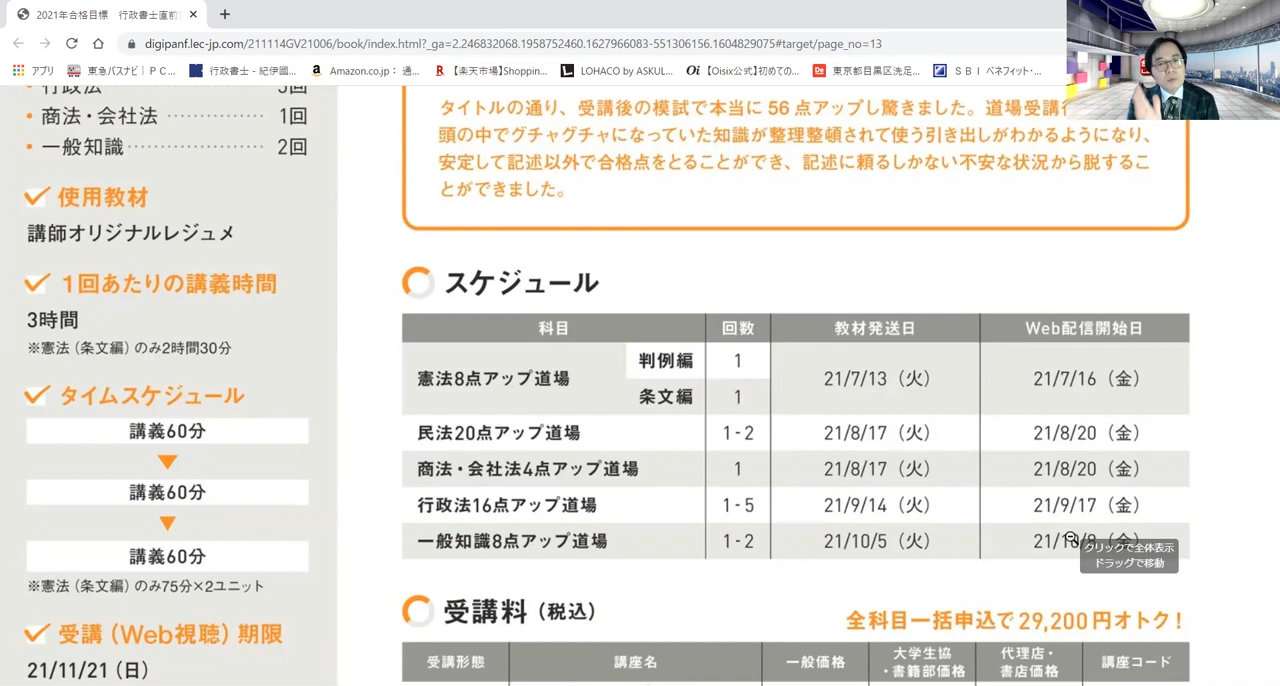 2021年合格目標 行政書士直前
digipanf.lec-jp.com/211114GV21006/book/index.html?_ga=2.246832068.1958752460.1627966083-551306156.1604829075#target/page_no=13
アプリ 東急バスナビ｜ＰＣ... 行政書士 - 紀伊國... Amazon.co.jp： 通... 【楽天市場】Shoppin... LOHACO by ASKUL... 【Oisix公式】初めての... 東京都目黒区洗足... ＳＢＩ ベネフィット・...
・行政法 5回
・商法・会社法 1回
・一般知識 2回
使用教材
講師オリジナルレジュメ
1回あたりの講義時間
3時間
※憲法（条文編）のみ2時間30分
タイムスケジュール
講義60分
講義60分
講義60分
※憲法（条文編）のみ75分×2ユニット
受講（Web視聴）期限
21/11/21（日）
タイトルの通り、受講後の模試で本当に 56 点アップし驚きました。道場受講
頭の中でグチャグチャになっていた知識が整理整頓されて使う引き出しがわかるようになり、
安定して記述以外で合格点をとることができ、記述に頼るしかない不安な状況から脱するこ
とができました。
スケジュール
科目 回数 教材発送日 Web配信開始日
憲法8点アップ道場 判例編 1 21/7/13（火） 21/7/16（金）
条文編 1
民法20点アップ道場 1-2 21/8/17（火） 21/8/20（金）
商法・会社法4点アップ道場 1 21/8/17（火） 21/8/20（金）
行政法16点アップ道場 1-5 21/9/14（火） 21/9/17（金）
一般知識8点アップ道場 1-2 21/10/5（火）
クリックで全体表示
ドラッグで移動
受講料（税込） 全科目一括申込で29,200円オトク！
受講形態 講座名 一般価格 大学生協・書籍部価格 代理店・書店価格 講座コード